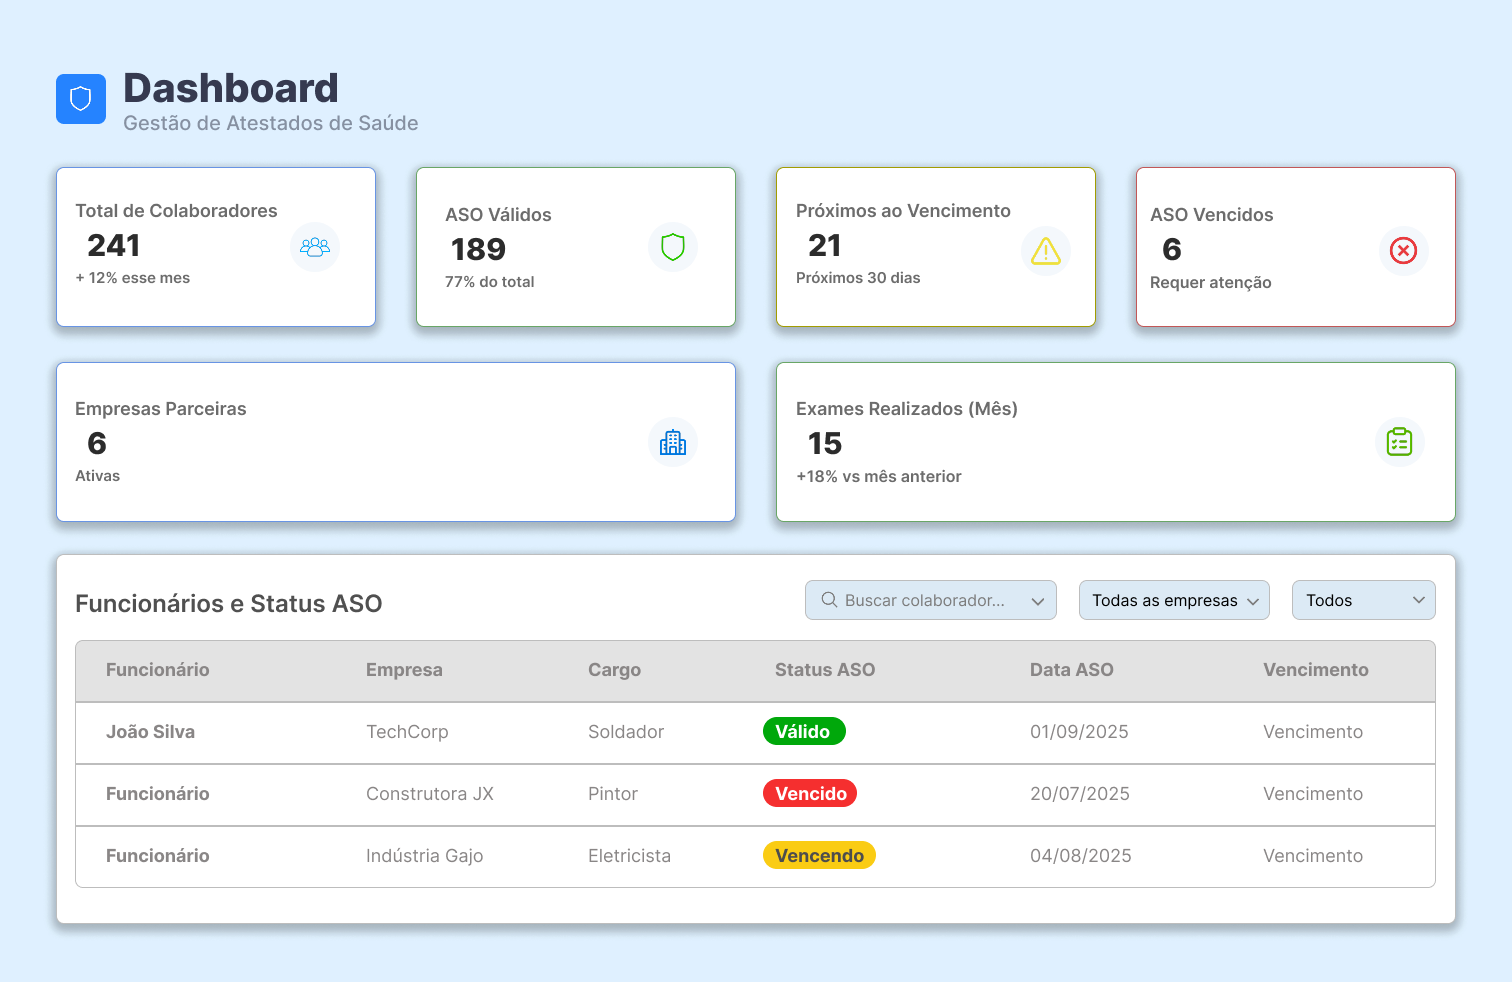 Dashboard
Gestão de Atestados de Saúde
Total de Colaboradores
241
+ 12% esse mes
ASO Válidos
189
77% do total
Próximos ao Vencimento
21
Próximos 30 dias
ASO Vencidos
6
Requer atenção
Empresas Parceiras
6
Ativas
Exames Realizados (Mês)
15
+18% vs mês anterior
Funcionários e Status ASO
Buscar colaborador...
Todas as empresas
Todos
Funcionário Empresa Cargo Status ASO Data ASO Vencimento
João Silva TechCorp Soldador Válido 01/09/2025 Vencimento
Funcionário Construtora JX Pintor Vencido 20/07/2025 Vencimento
Funcionário Indústria Gajo Eletricista Vencendo 04/08/2025 Vencimento